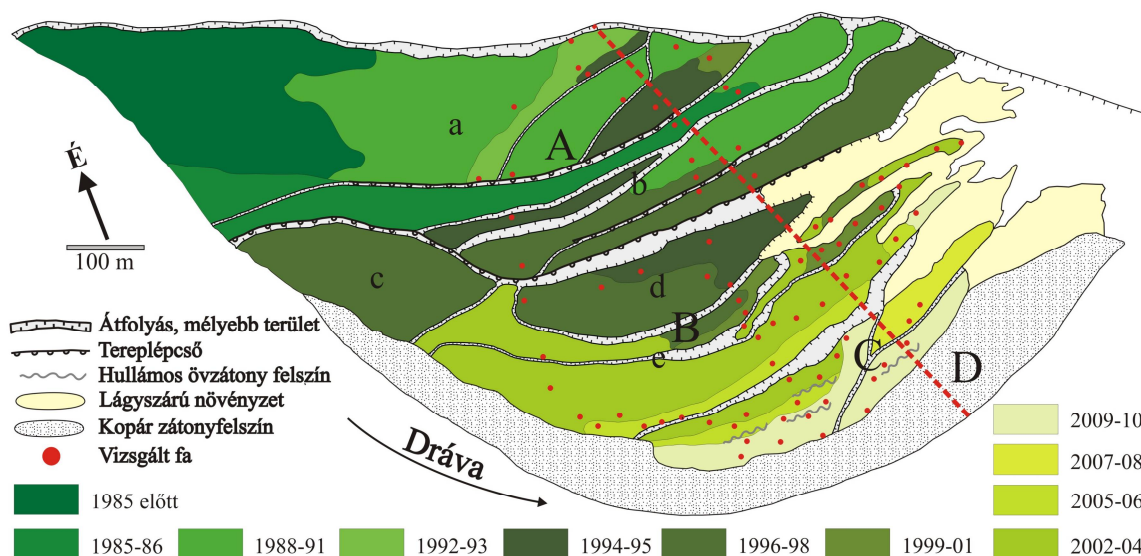 a
A
b
c
d
B
e
C
D
É
100 m
Átfolyás, mélyebb terület
Tereplépcső
Hullámos övzátony felszín
Lágyszárú növényzet
Kopár zátonyfelszín
Vizsgált fa
Dráva
2009-10
2007-08
2005-06
2002-04
1985 előtt
1985-86
1988-91
1992-93
1994-95
1996-98
1999-01